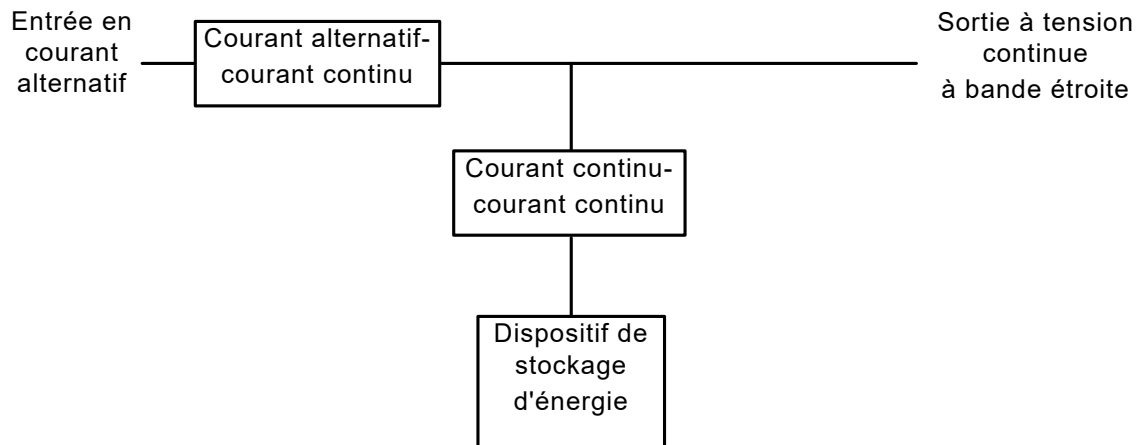 Entrée en
courant
alternatif
Courant alternatif-
courant continu
Sortie à tension
continue
à bande étroite
Courant continu-
courant continu
Dispositif de
stockage
d'énergie